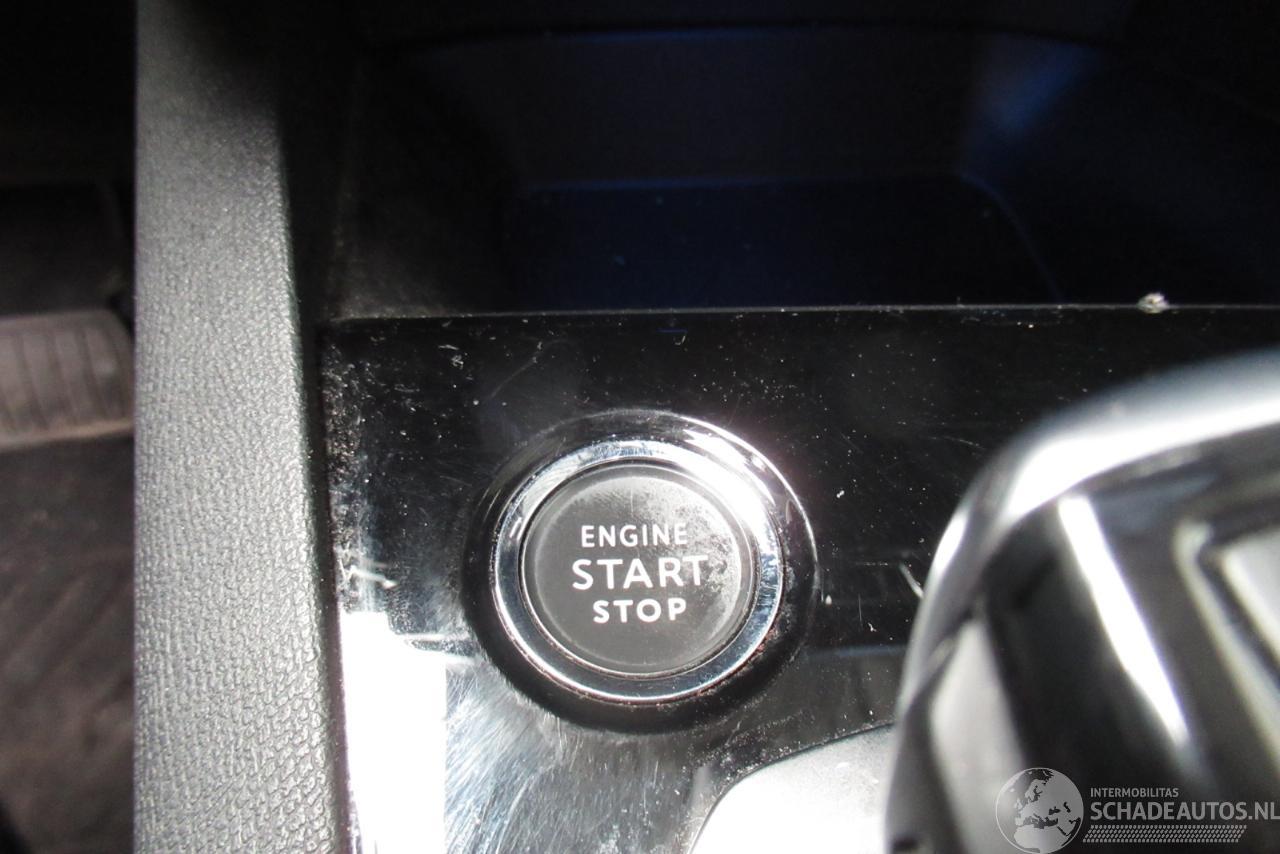 ENGINE
START
STOP
INTERMOBILITAS
SCHADEAUTOS.NL